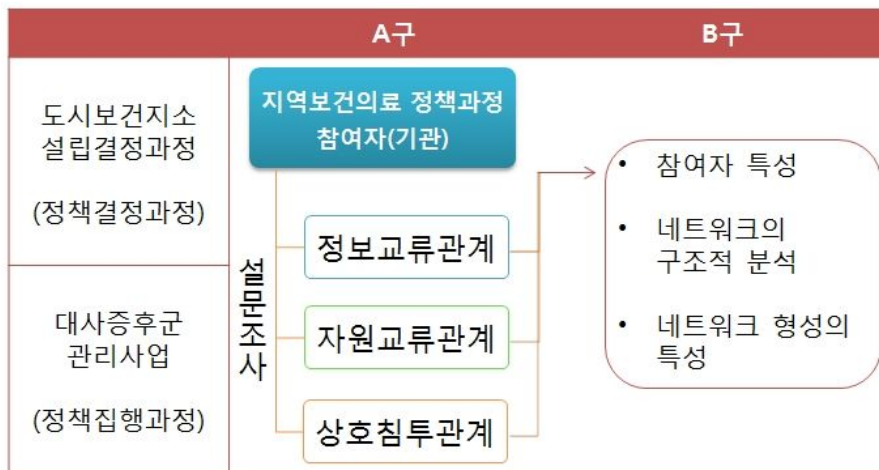 A구
B구
도시보건지소
설립결정과정
(정책결정과정)
대사증후군
관리사업
(정책집행과정)
설문조사
지역보건의료 정책과정
참여자(기관)
정보교류관계
자원교류관계
상호침투관계
• 참여자 특성
• 네트워크의
구조적 분석
• 네트워크 형성의
특성